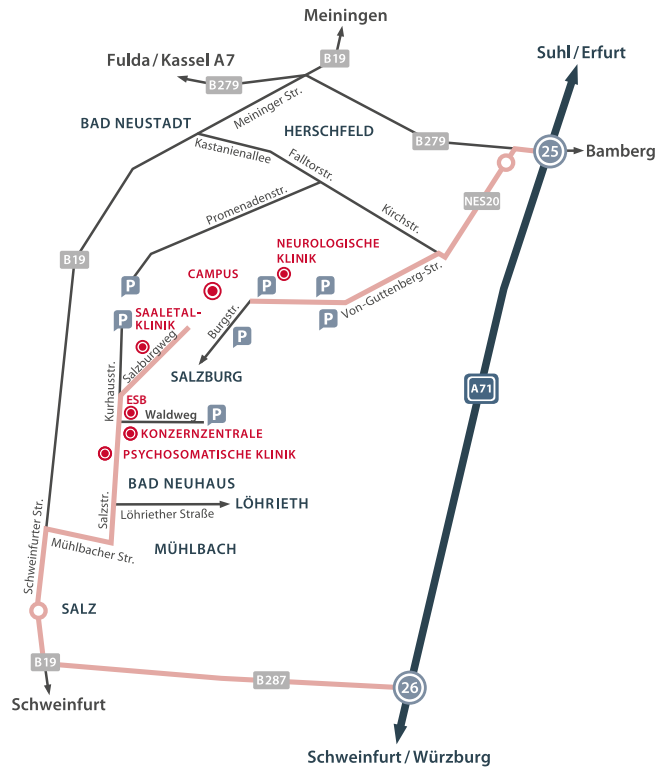 Meiningen
Suhl / Erfurt
Fulda / Kassel A7
B19
B279
Meininger Str.
BAD NEUSTADT
HERSCHFELD
B279
25
Bamberg
Kastanienallee
Falltorstr.
NES20
Promenadenstr.
Kirchstr.
B19
NEUROLOGISCHE
KLINIK
CAMPUS
P
P
P
Von-Guttenberg-Str.
SAALETAL-
KLINIK
P
P
Burgstr.
P
Salzburgweg
SALZBURG
Kurhausstr.
A71
ESB
Waldweg
P
KONZERNZENTRALE
PSYCHOSOMATISCHE KLINIK
BAD NEUHAUS
Salzstr.
LÖHRIETH
Löhriether Straße
Schweinfurter Str.
Mühlbacher Str.
MÜHLBACH
SALZ
B19
B287
26
Schweinfurt
Schweinfurt / Würzburg